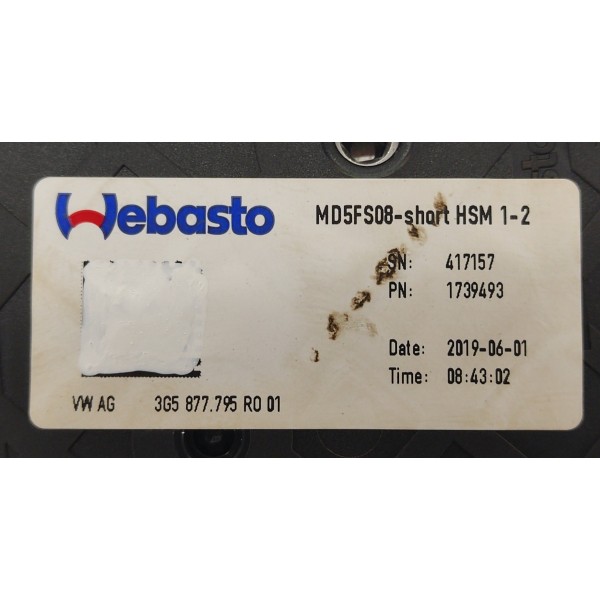 Webasto
MD5FS08-short HSM 1-2
SN: 417157
PN: 1739493
Date: 2019-06-01
Time: 08:43:02
VW AG 3G5 877.795 RO 01